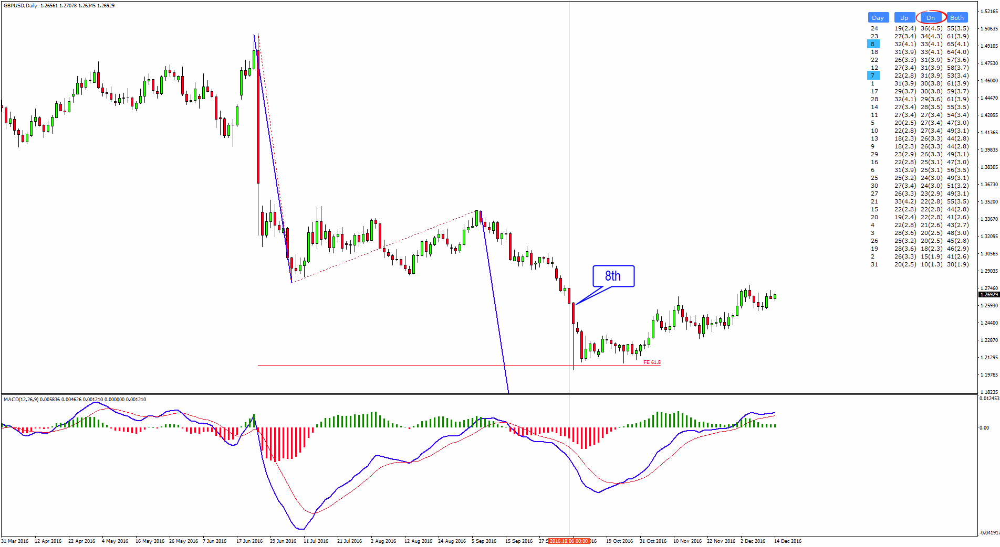 GBPUSD,Daily 1.26561 1.27078 1.26345 1.26929
Day Up Dn Both
24 19(2.4) 36(4.5) 55(3.5)
23 27(3.4) 34(4.3) 61(3.9)
8 32(4.1) 33(4.1) 65(4.1)
18 31(3.9) 33(4.1) 64(4.0)
22 26(3.3) 31(3.9) 57(3.6)
12 27(3.4) 31(3.9) 58(3.7)
7 22(2.8) 31(3.9) 53(3.4)
1 31(3.9) 30(3.8) 61(3.9)
17 29(3.7) 30(3.8) 59(3.7)
28 32(4.1) 29(3.6) 61(3.9)
14 27(3.4) 28(3.5) 55(3.5)
11 27(3.4) 27(3.4) 54(3.4)
5 20(2.5) 27(3.4) 47(3.0)
10 22(2.8) 27(3.4) 49(3.1)
13 18(2.3) 26(3.3) 44(2.8)
9 18(2.3) 26(3.3) 44(2.8)
29 23(2.9) 26(3.3) 49(3.1)
16 22(2.8) 25(3.1) 47(3.0)
6 31(3.9) 25(3.1) 56(3.5)
25 25(3.2) 24(3.0) 49(3.1)
30 27(3.4) 24(3.0) 51(3.2)
27 26(3.3) 23(2.9) 49(3.1)
21 33(4.2) 22(2.8) 55(3.5)
15 22(2.8) 22(2.8) 44(2.8)
20 19(2.4) 22(2.8) 41(2.6)
4 22(2.8) 21(2.6) 43(2.7)
3 28(3.6) 20(2.5) 48(3.0)
26 25(3.2) 20(2.5) 45(2.8)
19 28(3.6) 18(2.3) 46(2.9)
2 26(3.3) 15(1.9) 41(2.6)
31 20(2.5) 10(1.3) 30(1.9)
1.52165
1.50635
1.49105
1.47530
1.46000
1.44470
1.42895
1.41365
1.39835
1.38305
1.36730
1.35200
1.33670
1.32095
1.30565
1.29035
1.27460
1.26929
1.25930
1.24400
1.22870
1.21295
1.19765
1.18235
8th
FE 61.8
MACD(12,26,9) 0.005836 0.004626 0.001210 0.000000 0.001210
0.012453
0.00
-0.041917
31 Mar 2016 12 Apr 2016 22 Apr 2016 4 May 2016 16 May 2016 26 May 2016 7 Jun 2016 17 Jun 2016 29 Jun 2016 11 Jul 2016 21 Jul 2016 2 Aug 2016 12 Aug 2016 24 Aug 2016 5 Sep 2016 15 Sep 2016 27 S 2016.10.06 00:00 016 19 Oct 2016 31 Oct 2016 10 Nov 2016 22 Nov 2016 2 Dec 2016 14 Dec 2016